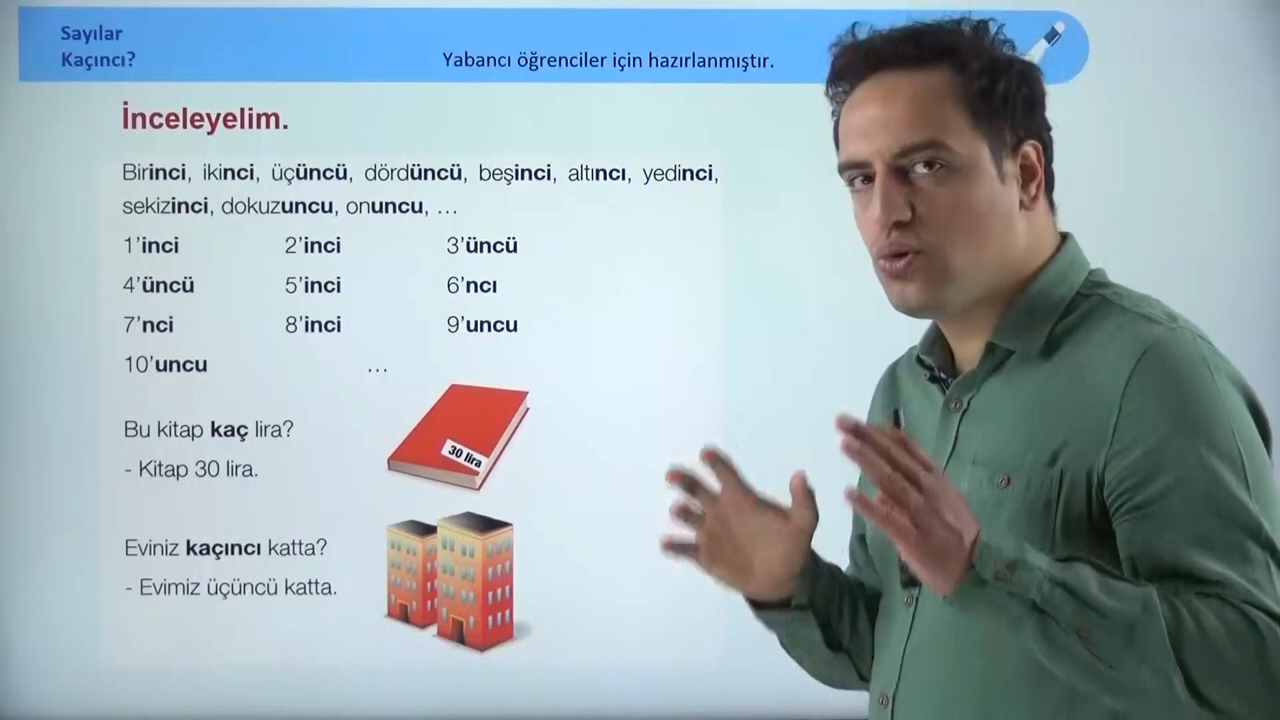 Sayılar
Kaçıncı?
Yabancı öğrenciler için hazırlanmıştır.
İnceleyelim.
Birinci, ikinci, üçüncü, dördüncü, beşinci, altıncı, yedinci,
sekizinci, dokuzuncu, onuncu, ...
1'inci 2'inci 3'üncü
4'üncü 5'inci 6'ncı
7'nci 8'inci 9'uncu
10'uncu ...
Bu kitap kaç lira?
- Kitap 30 lira.
30 lira
Eviniz kaçıncı katta?
- Evimiz üçüncü katta.